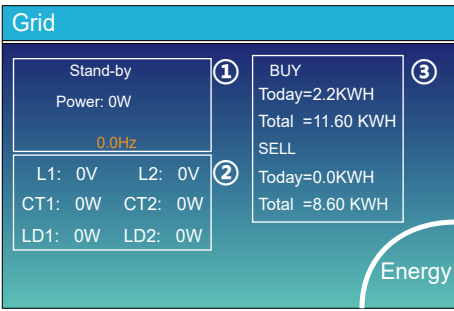 Grid
Stand-by
Power: 0W
0.0Hz
①
L1: 0V L2: 0V
CT1: 0W CT2: 0W
LD1: 0W LD2: 0W
②
BUY
Today=2.2KWH
Total =11.60 KWH
SELL
Today=0.0KWH
Total =8.60 KWH
③
Energy